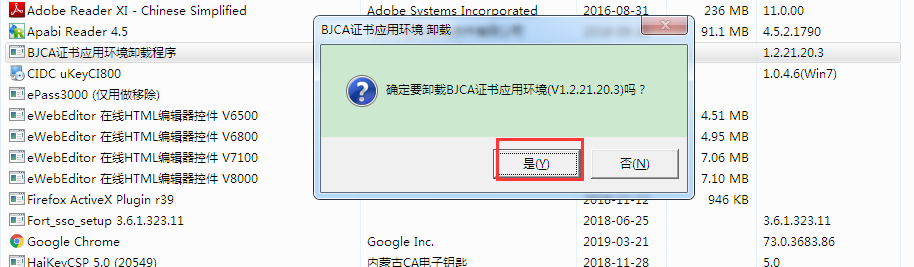 Adobe Reader XI - Chinese Simplified Adobe Systems Incorporated 2016-08-31 236 MB 11.0.00
Apabi Reader 4.5 91.1 MB 4.5.2.1790
BJCA证书应用环境卸载程序 1.2.21.20.3
CIDC uKeyCI800 1.0.4.6(Win7)
ePass3000 (仅用做移除)
eWebEditor 在线HTML编辑器控件 V6500 4.51 MB
eWebEditor 在线HTML编辑器控件 V6800 4.95 MB
eWebEditor 在线HTML编辑器控件 V7100 7.06 MB
eWebEditor 在线HTML编辑器控件 V8000 7.10 MB
Firefox ActiveX Plugin r39 2018-11-12 946 KB
Fort_sso_setup 3.6.1.323.11 2018-06-25 3.6.1.323.11
Google Chrome Google Inc. 2019-03-21 73.0.3683.86
HaiKeyCSP 5.0 (20549) 内蒙古CA电子钥匙 2018-11-28 5.0
BJCA证书应用环境 卸载
确定要卸载BJCA证书应用环境(V1.2.21.20.3)吗？
是(Y) 否(N)